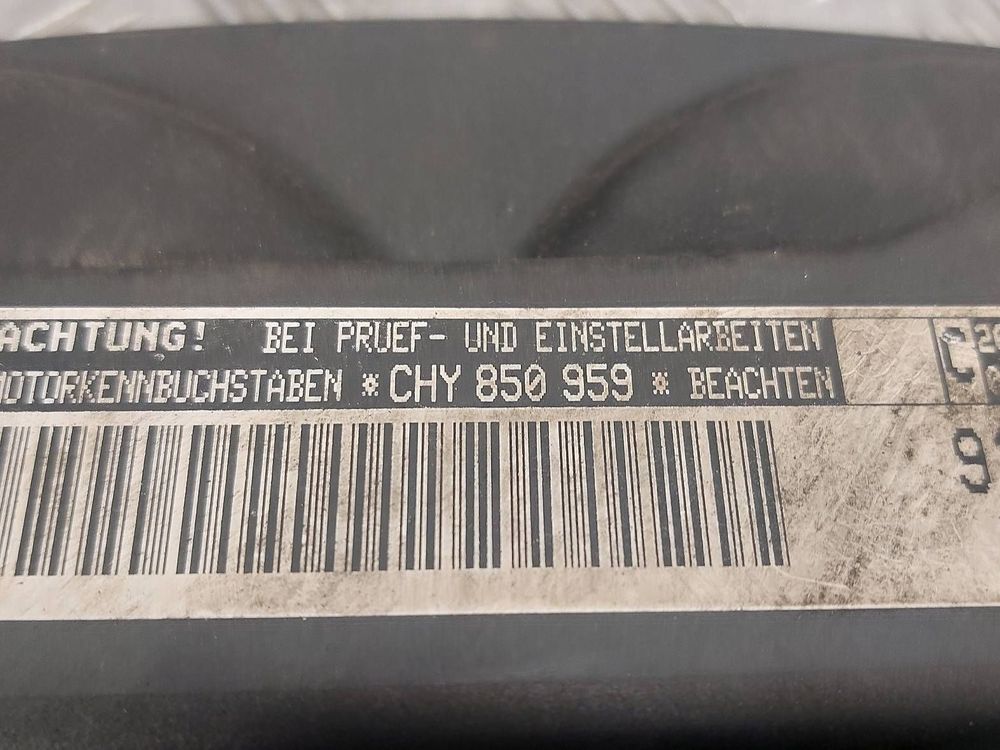 ACHTUNG! BEI PRUEF- UND EINSTELLARBEITEN
MOTORKENNBUCHSTABEN *CHY 850 959 * BEACHTEN